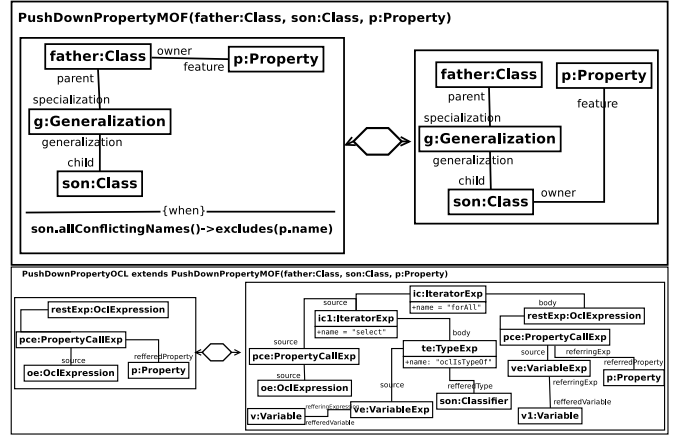 PushDownPropertyMOF(father:Class, son:Class, p:Property)
father:Class
owner
feature
p:Property
parent
specialization
g:Generalization
generalization
child
son:Class
{when}
son.allConflictingNames()->excludes(p.name)
father:Class
p:Property
parent
feature
specialization
g:Generalization
generalization
child
son:Class
owner
PushDownPropertyOCL extends PushDownPropertyMOF(father:Class, son:Class, p:Property)
restExp:OclExpression
pce:PropertyCallExp
source
refferedProperty
oe:OclExpression
p:Property
ic:IteratorExp
+name = "forAll"
source
body
ic1:IteratorExp
+name = "select"
restExp:OclExpression
source
body
pce:PropertyCallExp
te:TypeExp
+name: "oclIsTypeOf"
pce:PropertyCallExp
source
referringExp
referredProperty
oe:OclExpression
source
refferedType
ve:VariableExp
referringExp
p:Property
v:Variable
refferingExpression
refferedVariable
ve:VariableExp
son:Classifier
refferedVariable
v1:Variable